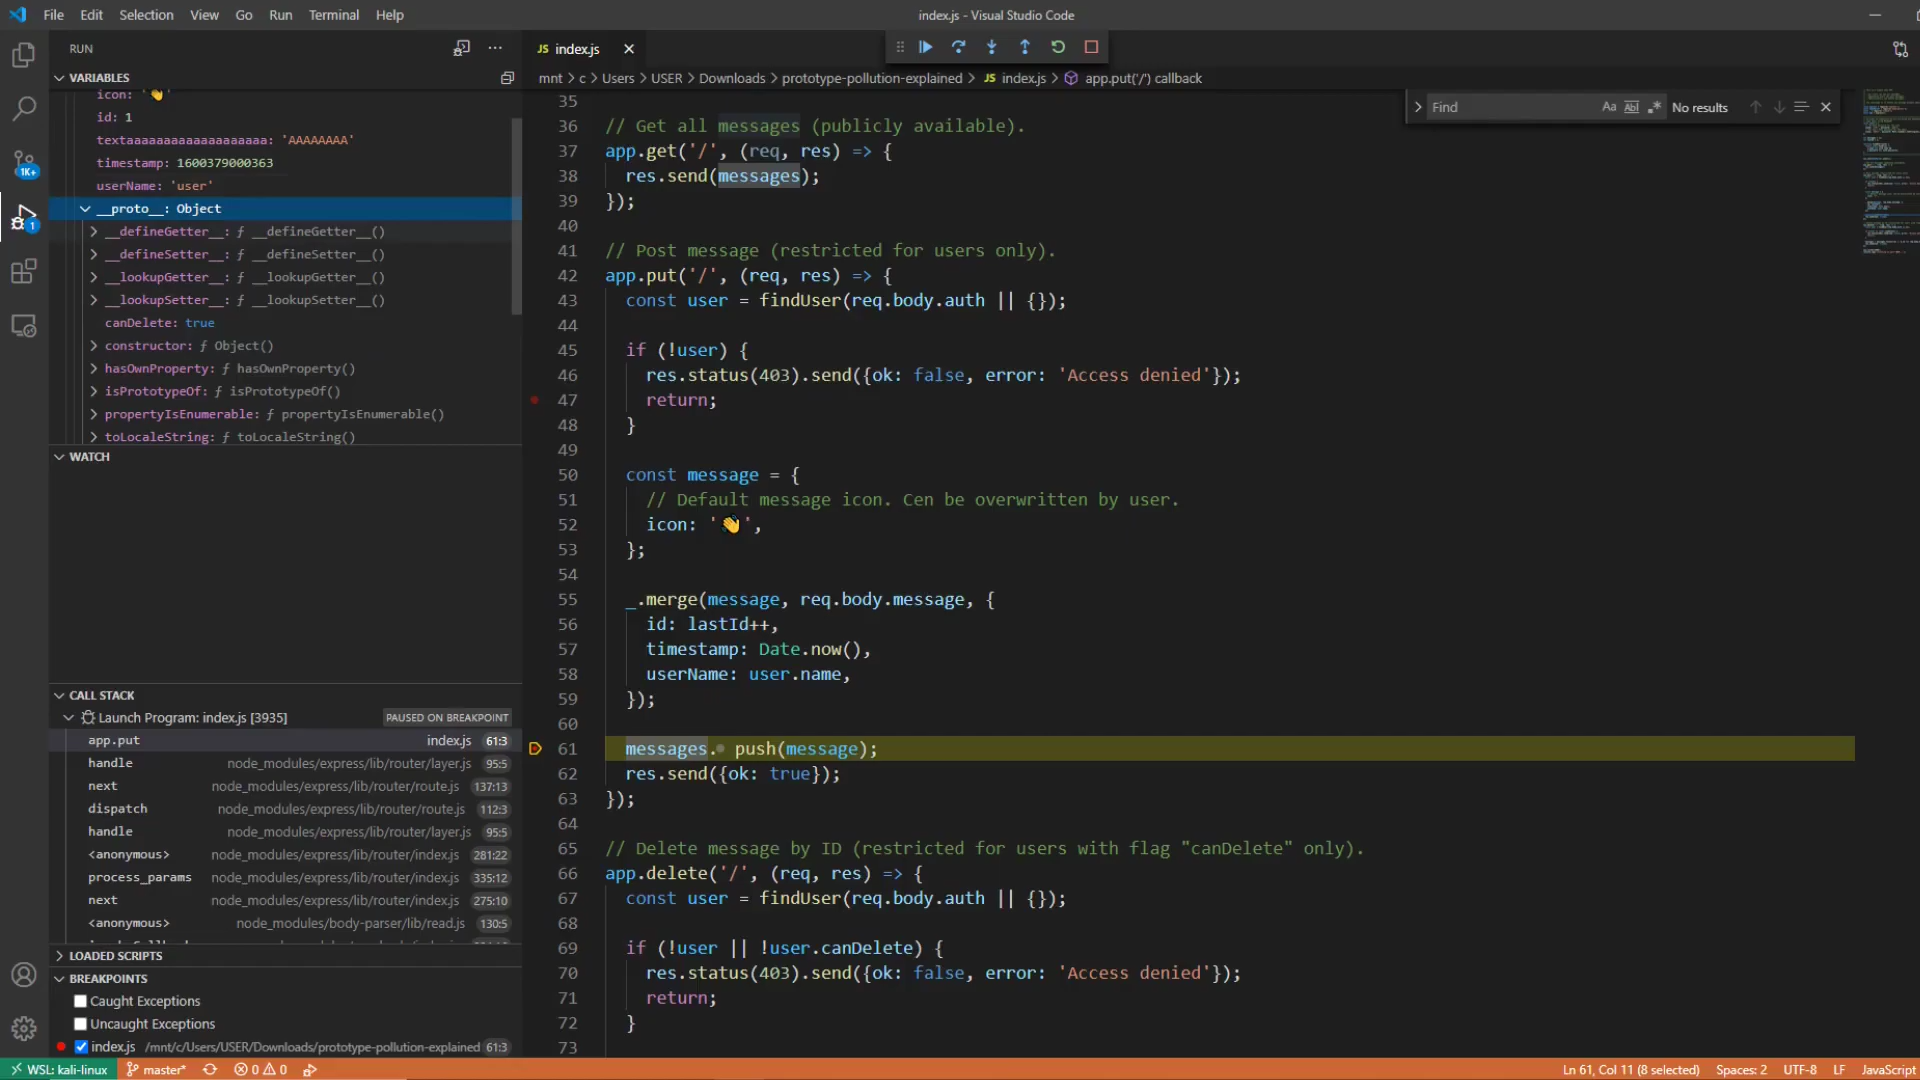 File Edit Selection View Go Run Terminal Help
index.js - Visual Studio Code
RUN
JS index.js
VARIABLES
mnt > c > Users > USER > Downloads > prototype-pollution-explained > JS index.js > app.put('/') callback
Find
Aa Abl .* No results
icon: '👋'
id: 1
textaaaaaaaaaaaaaaaaaaaa: 'AAAAAAAA'
timestamp: 1600379000363
userName: 'user'
__proto__: Object
__defineGetter__: ƒ __defineGetter__()
__defineSetter__: ƒ __defineSetter__()
__lookupGetter__: ƒ __lookupGetter__()
__lookupSetter__: ƒ __lookupSetter__()
canDelete: true
constructor: ƒ Object()
hasOwnProperty: ƒ hasOwnProperty()
isPrototypeOf: ƒ isPrototypeOf()
propertyIsEnumerable: ƒ propertyIsEnumerable()
toLocaleString: ƒ toLocaleString()
WATCH
CALL STACK
Launch Program: index.js [3935] PAUSED ON BREAKPOINT
app.put index.js 61:3
handle node_modules/express/lib/router/layer.js 95:5
next node_modules/express/lib/router/route.js 137:13
dispatch node_modules/express/lib/router/route.js 112:3
handle node_modules/express/lib/router/layer.js 95:5
<anonymous> node_modules/express/lib/router/index.js 281:22
process_params node_modules/express/lib/router/index.js 335:12
next node_modules/express/lib/router/index.js 275:10
<anonymous> node_modules/body-parser/lib/read.js 130:5
LOADED SCRIPTS
BREAKPOINTS
Caught Exceptions
Uncaught Exceptions
index.js /mnt/c/Users/USER/Downloads/prototype-pollution-explained 61:3
1K+
1
35
36 // Get all messages (publicly available).
37 app.get('/', (req, res) => {
38 res.send(messages);
39 });
40
41 // Post message (restricted for users only).
42 app.put('/', (req, res) => {
43 const user = findUser(req.body.auth || {});
44
45 if (!user) {
46 res.status(403).send({ok: false, error: 'Access denied'});
47 return;
48 }
49
50 const message = {
51 // Default message icon. Cen be overwritten by user.
52 icon: '👋',
53 };
54
55 _.merge(message, req.body.message, {
56 id: lastId++,
57 timestamp: Date.now(),
58 userName: user.name,
59 });
60
61 messages. push(message);
62 res.send({ok: true});
63 });
64
65 // Delete message by ID (restricted for users with flag "canDelete" only).
66 app.delete('/', (req, res) => {
67 const user = findUser(req.body.auth || {});
68
69 if (!user || !user.canDelete) {
70 res.status(403).send({ok: false, error: 'Access denied'});
71 return;
72 }
73
WSL: kali-linux master* 0 0
Ln 61, Col 11 (8 selected) Spaces: 2 UTF-8 LF JavaScript